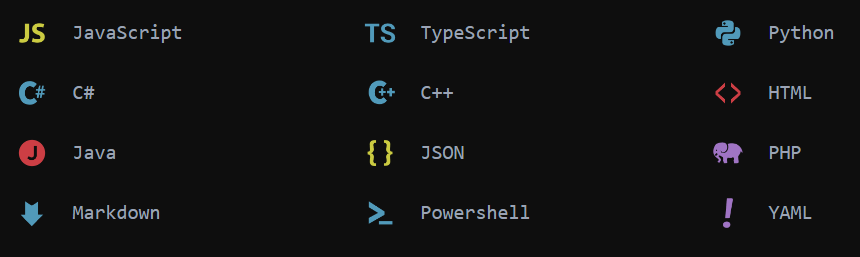 JS JavaScript TS TypeScript Python
C# C# C++ C++ <> HTML
J Java {} JSON PHP
Markdown >_ Powershell ! YAML